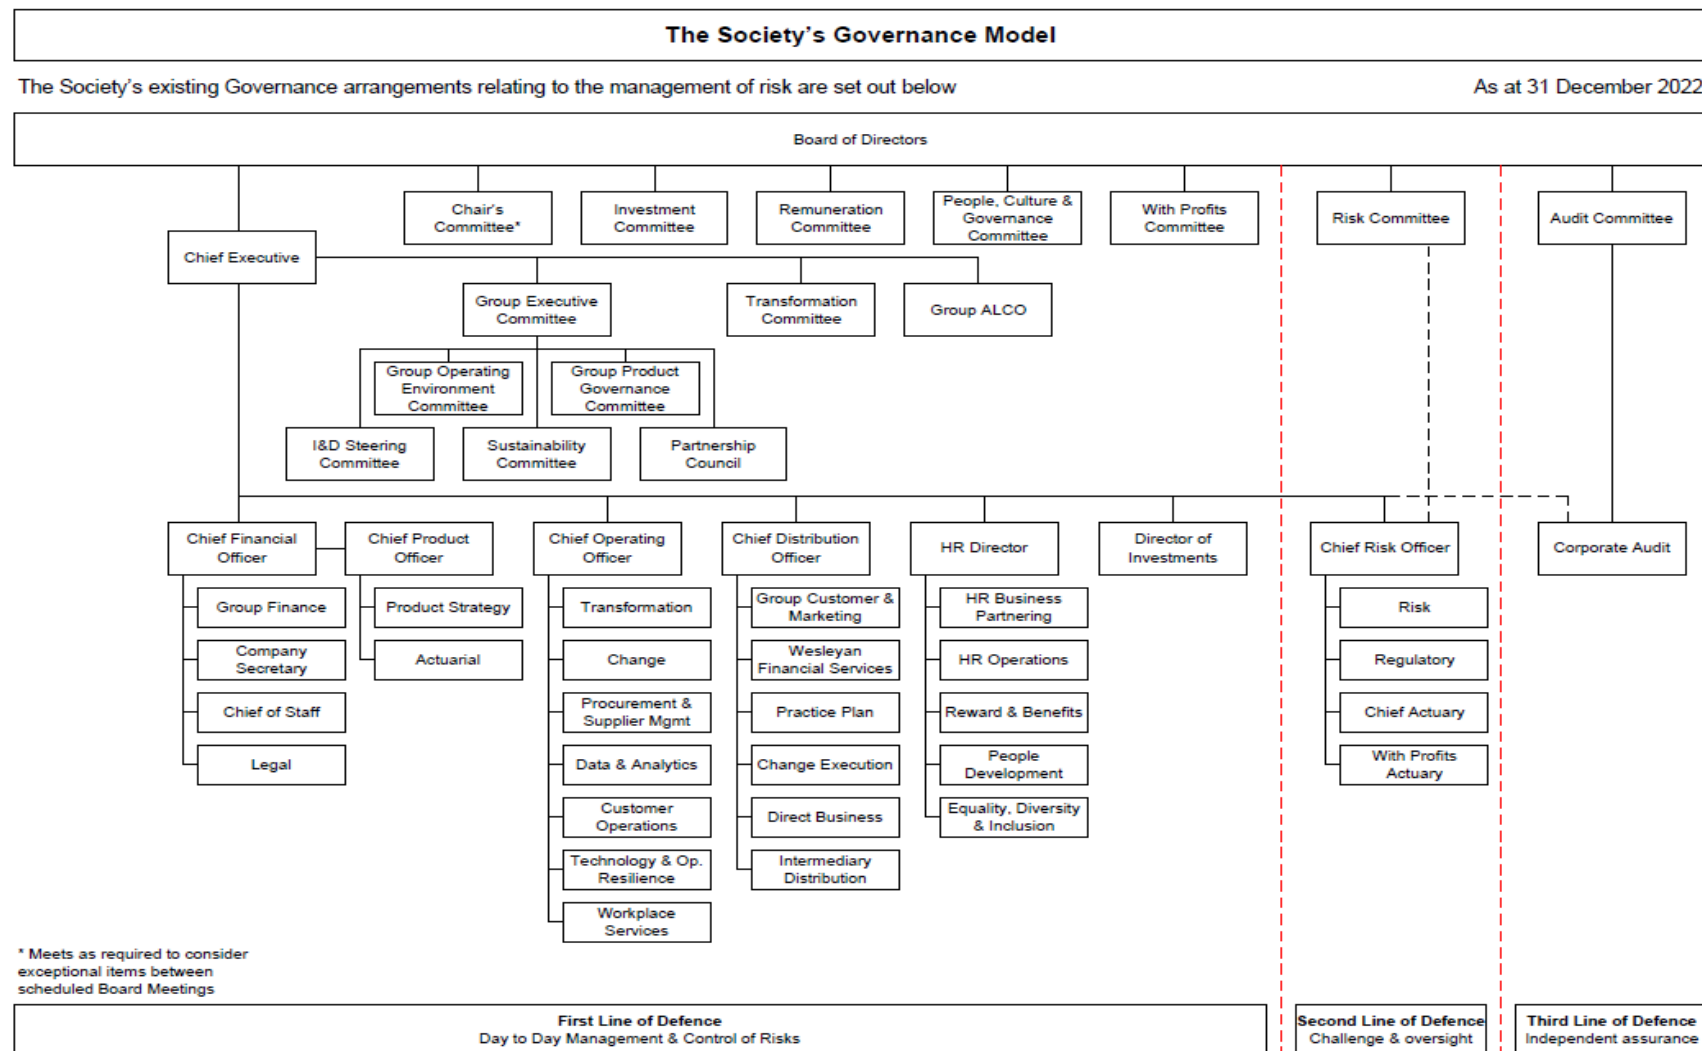 The Society's Governance Model
The Society's existing Governance arrangements relating to the management of risk are set out below
As at 31 December 2022
Board of Directors
Chair's
Committee*
Investment
Committee
Remuneration
Committee
People, Culture &
Governance
Committee
With Profits
Committee
Risk Committee
Audit Committee
Chief Executive
Group Executive
Committee
Transformation
Committee
Group ALCO
Group Operating
Environment
Committee
Group Product
Governance
Committee
I&D Steering
Committee
Sustainability
Committee
Partnership
Council
Chief Financial
Officer
Chief Product
Officer
Chief Operating
Officer
Chief Distribution
Officer
HR Director
Director of
Investments
Chief Risk Officer
Corporate Audit
Group Finance
Company
Secretary
Chief of Staff
Legal
Product Strategy
Actuarial
Transformation
Change
Procurement &
Supplier Mgmt
Data & Analytics
Customer
Operations
Technology & Op.
Resilience
Workplace
Services
Group Customer &
Marketing
Wesleyan
Financial Services
Practice Plan
Change Execution
Direct Business
Intermediary
Distribution
HR Business
Partnering
HR Operations
Reward & Benefits
People
Development
Equality, Diversity
& Inclusion
Risk
Regulatory
Chief Actuary
With Profits
Actuary
* Meets as required to consider
exceptional items between
scheduled Board Meetings
First Line of Defence
Day to Day Management & Control of Risks
Second Line of Defence
Challenge & oversight
Third Line of Defence
Independent assurance